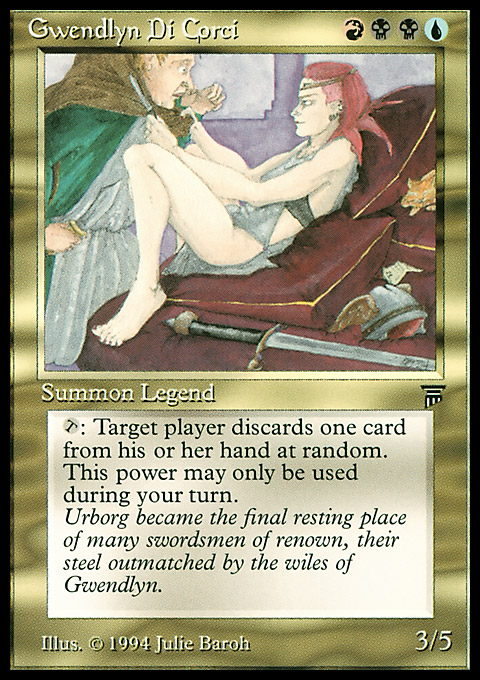 Gwendlyn Di Corci
Summon Legend
T: Target player discards one card
from his or her hand at random.
This power may only be used
during your turn.
Urborg became the final resting place
of many swordsmen of renown, their
steel outmatched by the wiles of
Gwendlyn.
Illus. © 1994 Julie Baroh
3/5